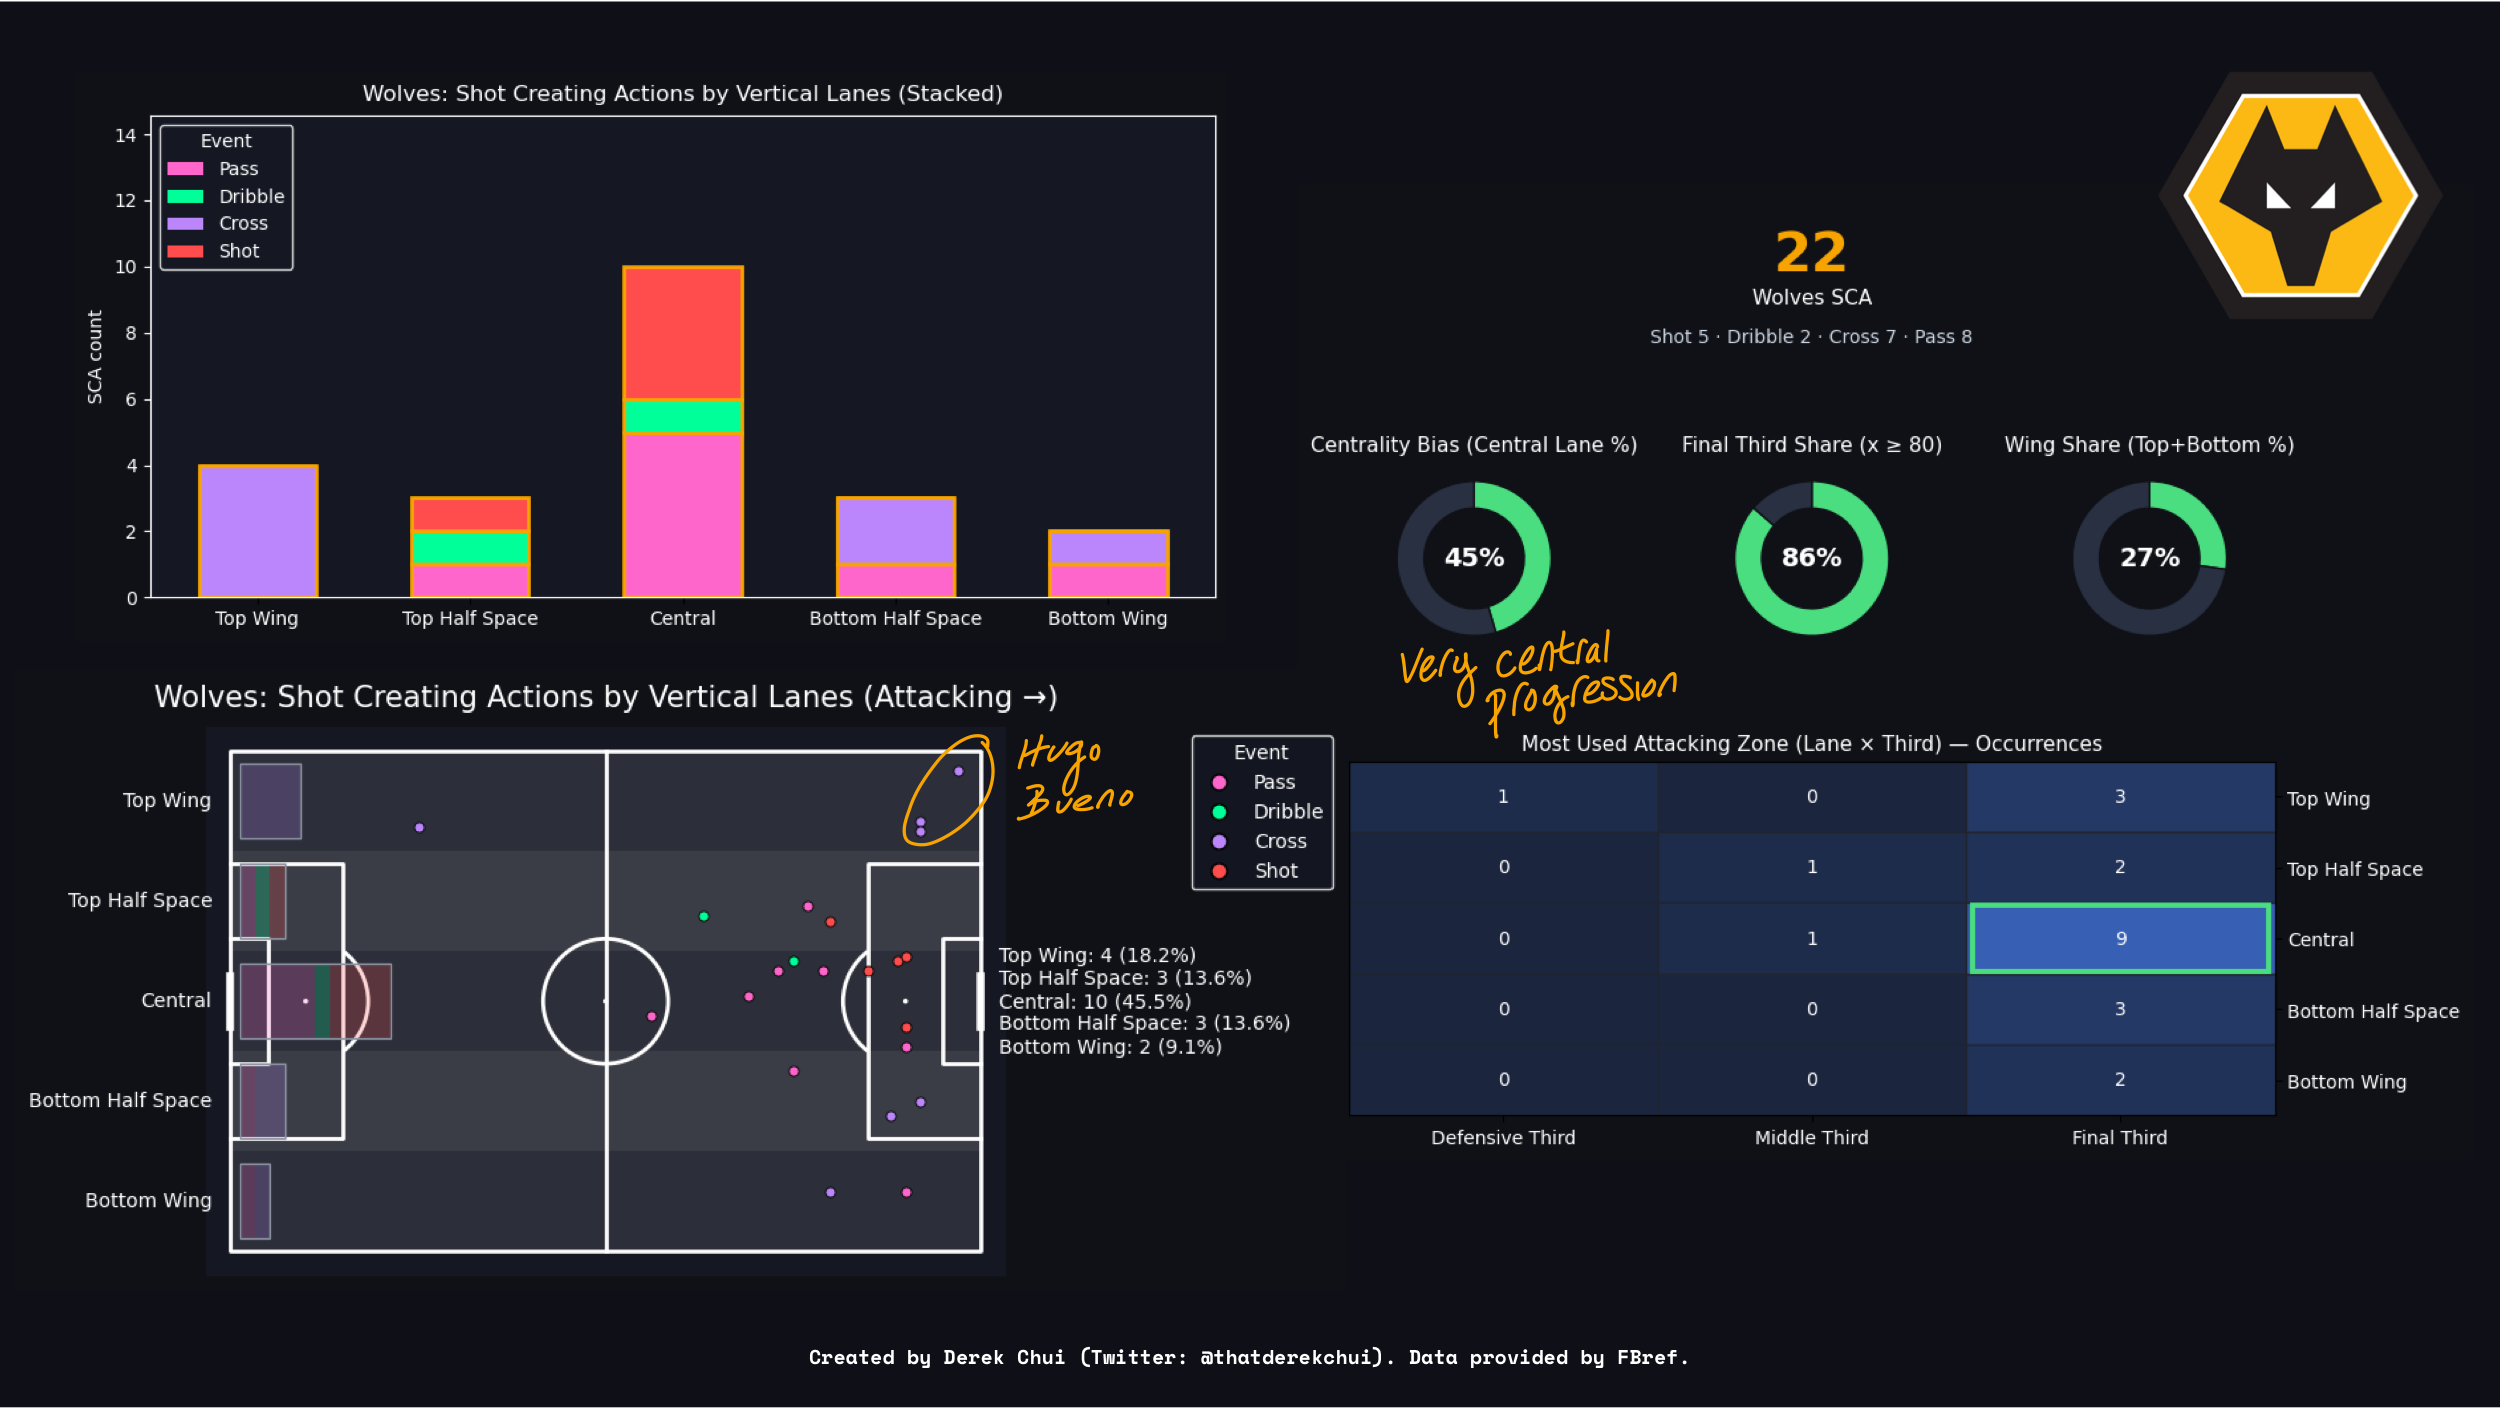 Wolves: Shot Creating Actions by Vertical Lanes (Stacked)
14
12
10
8
6
4
2
0
SCA count
Event
Pass
Dribble
Cross
Shot
Top Wing
Top Half Space
Central
Bottom Half Space
Bottom Wing
22
Wolves SCA
Shot 5 · Dribble 2 · Cross 7 · Pass 8
Centrality Bias (Central Lane %)
45%
Final Third Share (x ≥ 80)
86%
Wing Share (Top+Bottom %)
27%
Very central
progression
Wolves: Shot Creating Actions by Vertical Lanes (Attacking →)
Top Wing
Top Half Space
Central
Bottom Half Space
Bottom Wing
Hugo
Bueno
Top Wing: 4 (18.2%)
Top Half Space: 3 (13.6%)
Central: 10 (45.5%)
Bottom Half Space: 3 (13.6%)
Bottom Wing: 2 (9.1%)
Event
Pass
Dribble
Cross
Shot
Most Used Attacking Zone (Lane × Third) — Occurrences
1 0 3 Top Wing
0 1 2 Top Half Space
0 1 9 Central
0 0 3 Bottom Half Space
0 0 2 Bottom Wing
Defensive Third Middle Third Final Third
Created by Derek Chui (Twitter: @thatderekchui). Data provided by FBref.